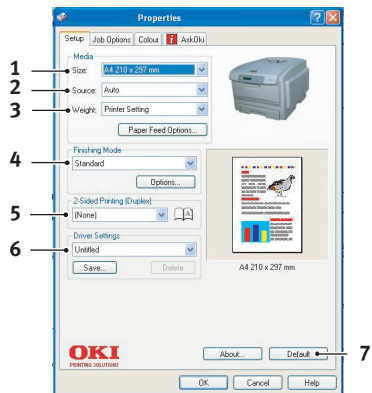 Properties
Setup Job Options Colour AskOki
Media
1 Size: A4 210 x 297 mm
2 Source: Auto
3 Weight: Printer Setting
Paper Feed Options...
4 Finishing Mode
Standard
Options...
5 2-Sided Printing (Duplex)
(None) A
6 Driver Settings
Untitled
Save... Delete
A4 210 x 297 mm
OKI
PRINTING SOLUTIONS
About... Default 7
OK Cancel Help